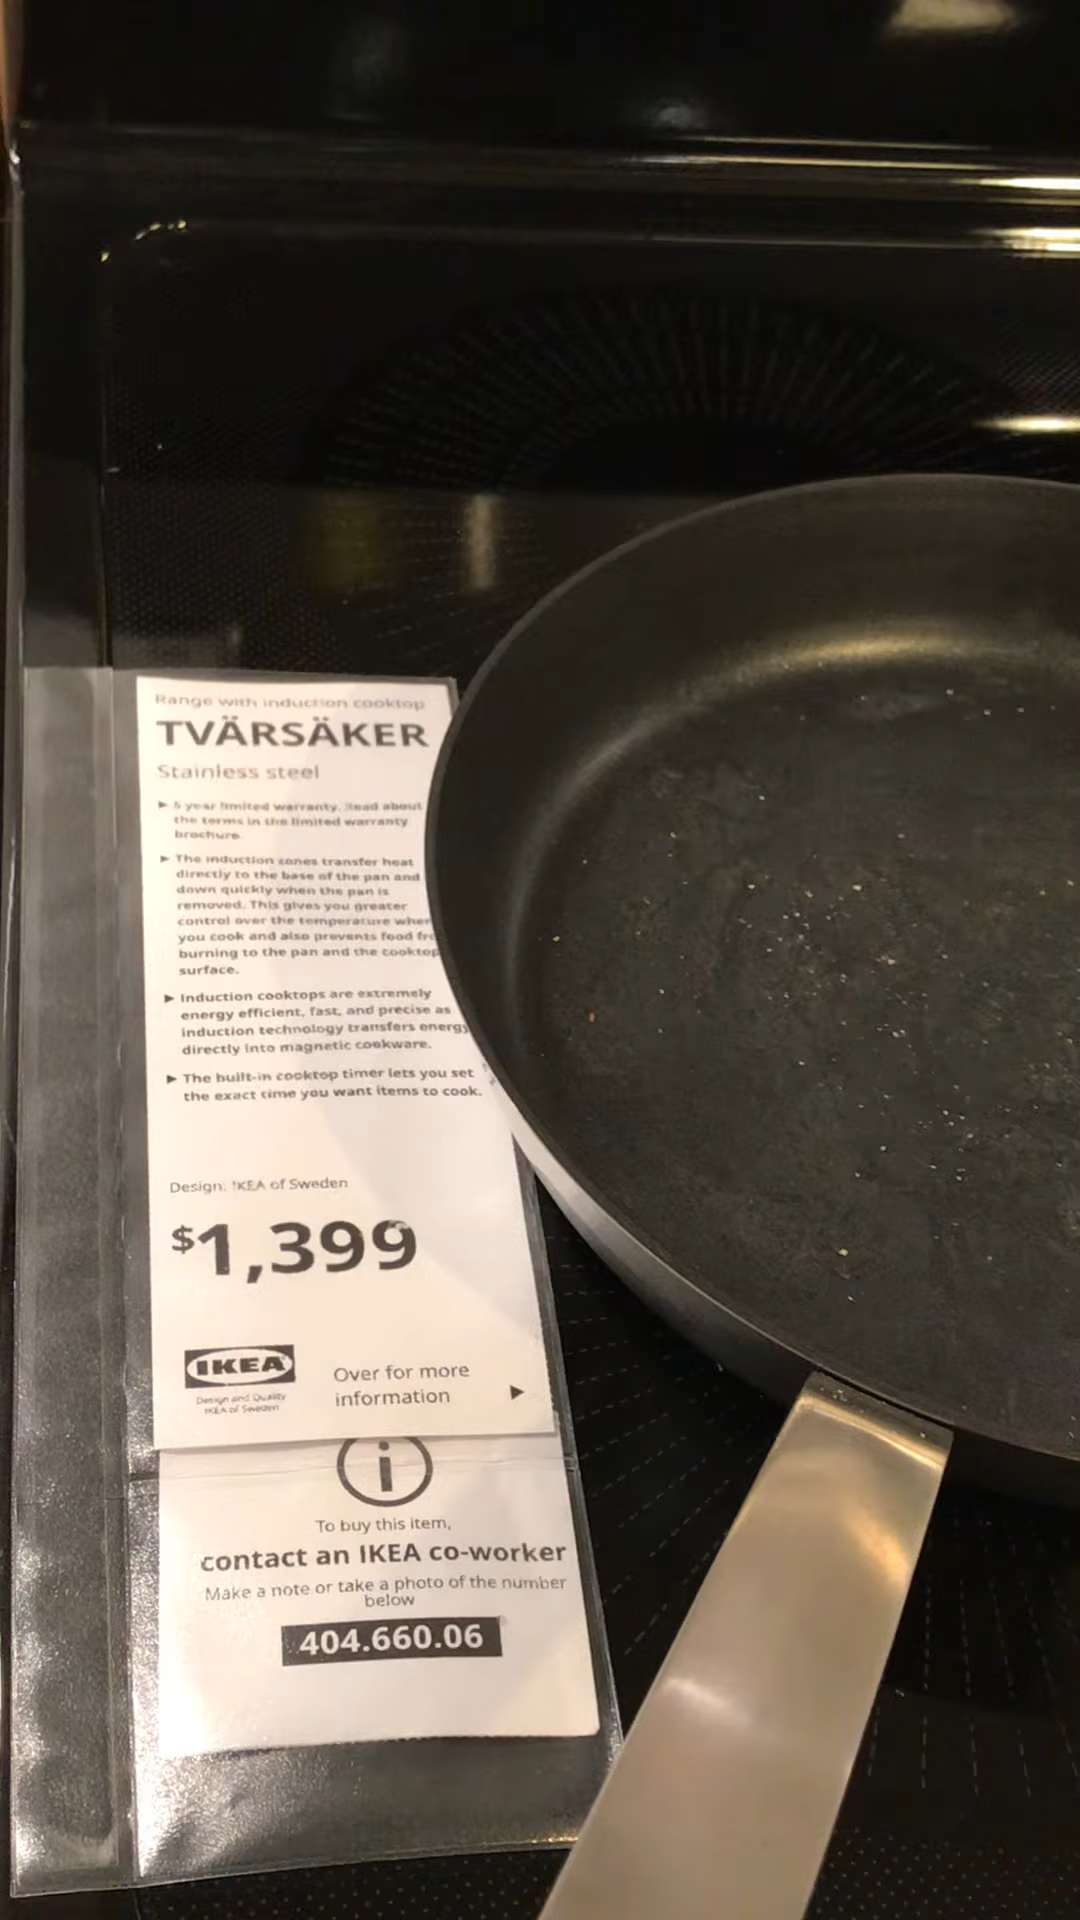 Range with induction cooktop
TVÄRSÄKER
Stainless steel
▶ 5 year limited warranty. Read about
the terms in the limited warranty
brochure.
▶ The induction zones transfer heat
directly to the base of the pan and
down quickly when the pan is
removed. This gives you greater
control over the temperature when
you cook and also prevents food
burning to the pan and the cooktop
surface.
▶ Induction cooktops are extremely
energy efficient, fast, and precise as
induction technology transfers energy
directly into magnetic cookware.
▶ The built-in cooktop timer lets you set
the exact time you want items to cook.
Design: IKEA of Sweden
$1,399
IKEA
Design and Quality
IKEA of Sweden
Over for more
information ▶
i
To buy this item,
contact an IKEA co-worker
Make a note or take a photo of the number
below
404.660.06